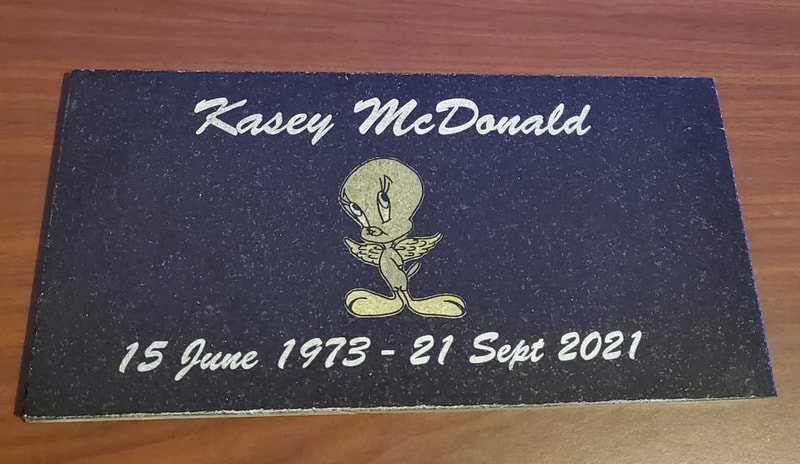 Kasey McDonald
15 June 1973 - 21 Sept 2021